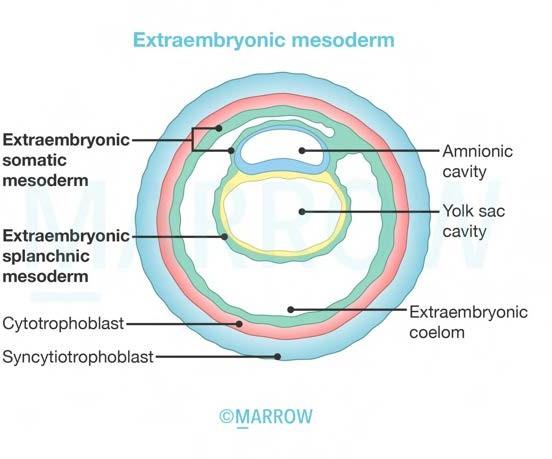 Extraembryonic mesoderm
Extraembryonic
somatic
mesoderm
Amnionic
cavity
Yolk sac
cavity
Extraembryonic
splanchnic
mesoderm
Extraembryonic
coelom
Cytotrophoblast
Syncytiotrophoblast
MARROW
©MARROW